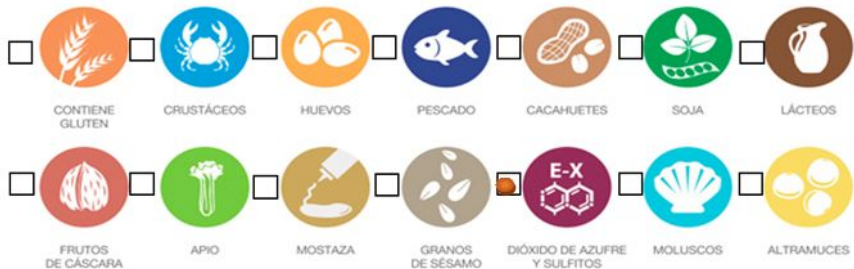 CONTIENE
GLUTEN
CRUSTÁCEOS
HUEVOS
PESCADO
CACAHUETES
SOJA
LÁCTEOS
E-X
FRUTOS
DE CÁSCARA
APIO
MOSTAZA
GRANOS
DE SÉSAMO
DIÓXIDO DE AZUFRE
Y SULFITOS
MOLUSCOS
ALTRAMUCES